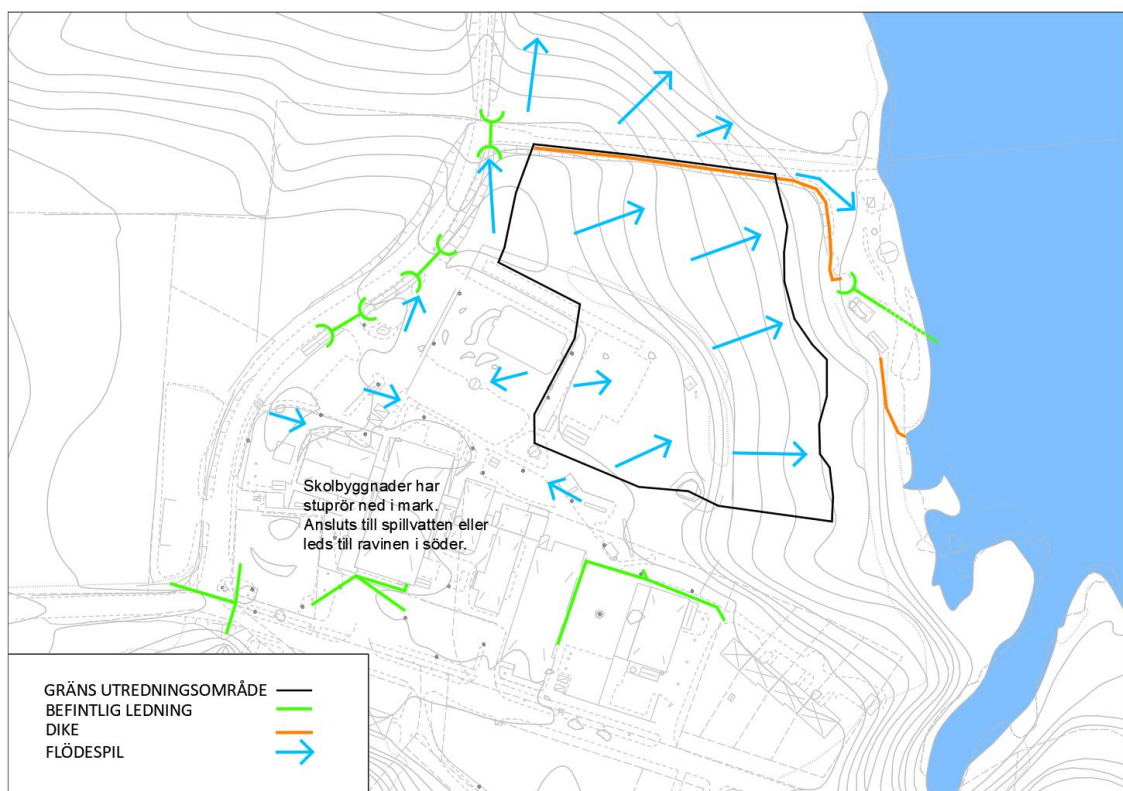 Skolbyggnader har
stuprör ned i mark.
Ansluts till spillvatten eller
leds till ravinen i söder.
GRÄNS UTREDNINGSOMRÅDE
BEFINTLIG LEDNING
DIKE
FLÖDESPIL